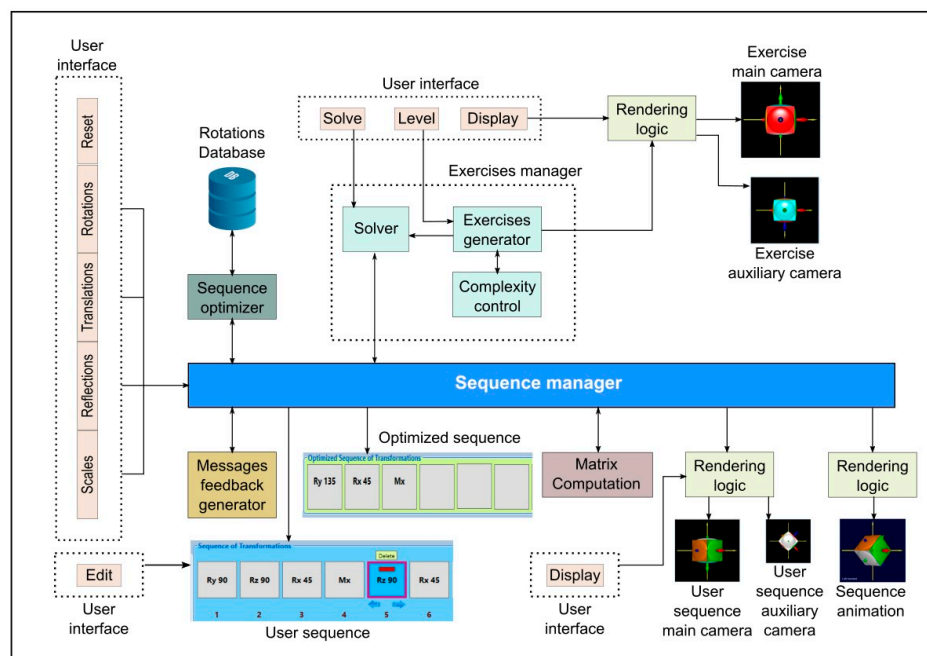 User
interface
Reset
Rotations
Translations
Reflections
Scales
Edit
User
interface
Rotations
Database
DB
Sequence
optimizer
User interface
Solve
Level
Display
Exercises manager
Solver
Exercises
generator
Complexity
control
Rendering
logic
Exercise
main camera
Exercise
auxiliary camera
Sequence manager
Messages
feedback
generator
Optimized sequence
Optimized Sequence of Transformations
Ry 135
Rx 45
Mx
Sequence of Transformations
Delete
Ry 90
Rz 90
Rx 45
Mx
Rz 90
Rx 45
1
2
3
4
5
6
User sequence
Matrix
Computation
Display
User
interface
Rendering
logic
User
sequence
main camera
User
sequence
auxiliary
camera
Rendering
logic
Sequence
animation